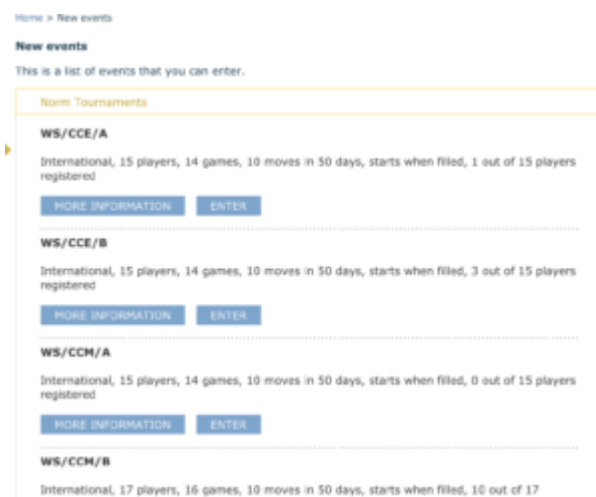 Home > New events
New events
This is a list of events that you can enter.
Norm Tournaments
WS/CCE/A
International, 15 players, 14 games, 10 moves in 50 days, starts when filled, 1 out of 15 players
registered
MORE INFORMATION ENTER
WS/CCE/B
International, 15 players, 14 games, 10 moves in 50 days, starts when filled, 3 out of 15 players
registered
MORE INFORMATION ENTER
WS/CCM/A
International, 15 players, 14 games, 10 moves in 50 days, starts when filled, 0 out of 15 players
registered
MORE INFORMATION ENTER
WS/CCM/B
International, 17 players, 16 games, 10 moves in 50 days, starts when filled, 10 out of 17